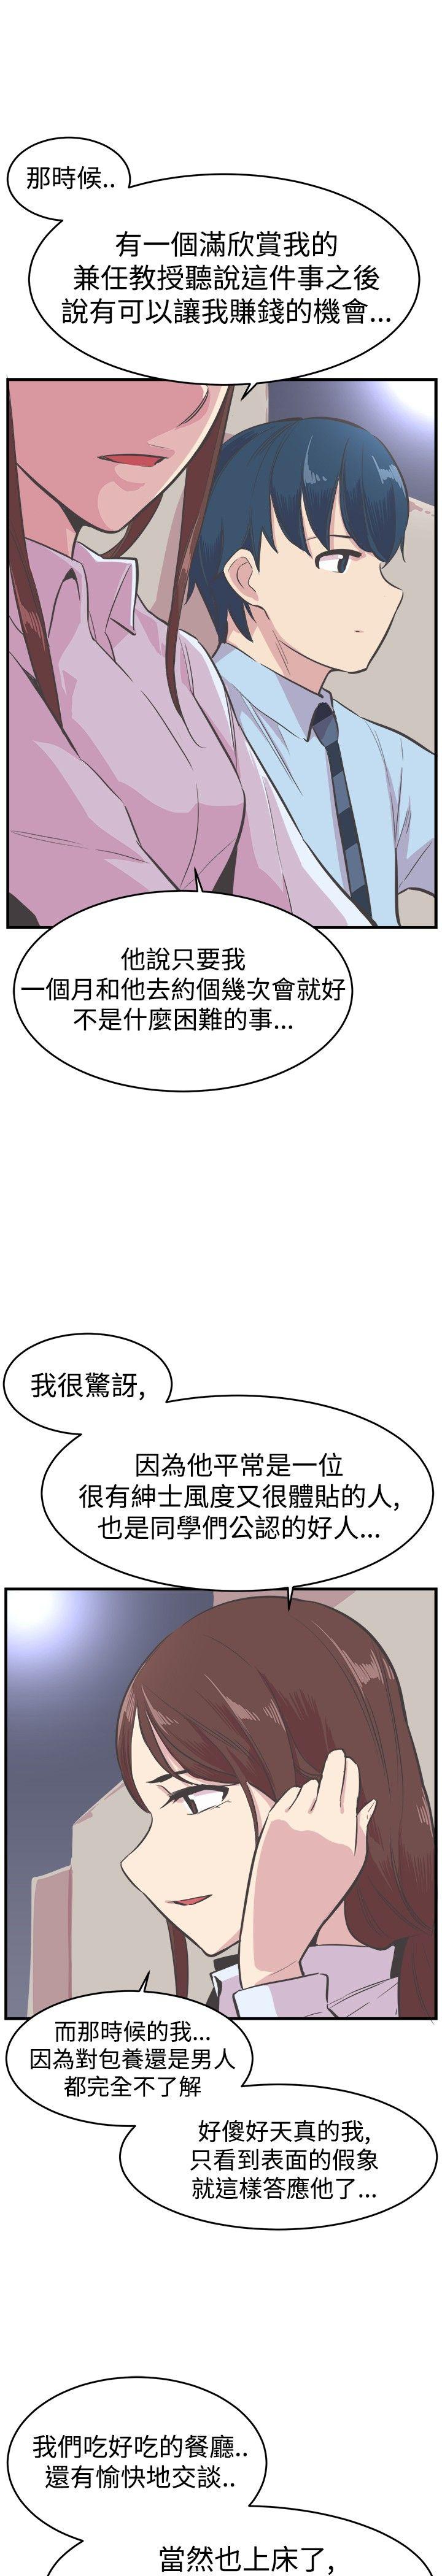 那時候..
有一個滿欣賞我的
兼任教授聽說這件事之後
說有可以讓我賺錢的機會...
他說只要我
一個月和他去約個幾次會就好
不是什麼困難的事...
我很驚訝,
因為他平常是一位
很有紳士風度又很體貼的人,
也是同學們公認的好人...
而那時候的我...
因為對包養還是男人
都完全不了解
好傻好天真的我,
只看到表面的假象
就這樣答應他了...
我們吃好吃的餐廳..
還有愉快地交談..
當然也上床了,